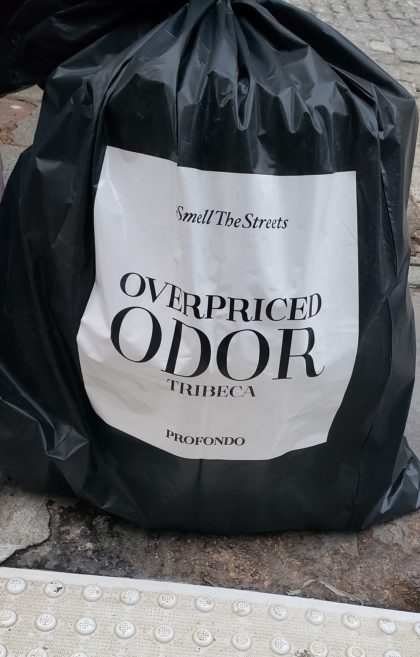 Smell The Streets
OVERPRICED
ODOR
TRIBECA
PROFONDO